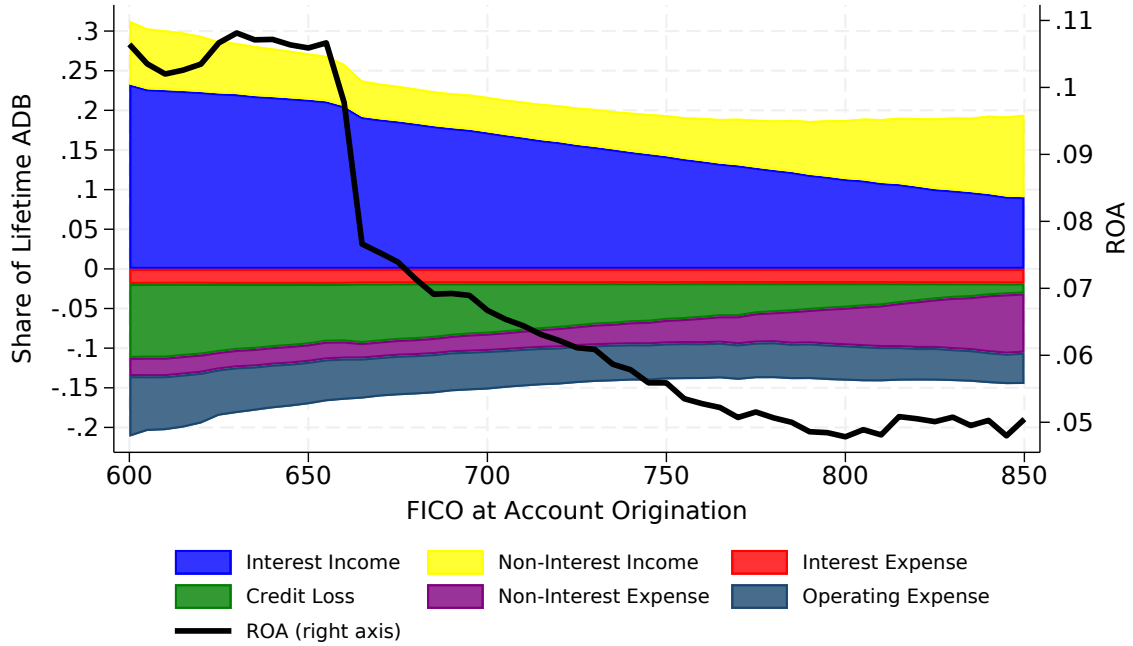 Share of Lifetime ADB
.3
.25
.2
.15
.1
.05
0
-.05
-.1
-.15
-.2
.11
.1
.09
.08
.07
.06
.05
ROA
600 650 700 750 800 850
FICO at Account Origination
Interest Income Non-Interest Income Interest Expense
Credit Loss Non-Interest Expense Operating Expense
ROA (right axis)